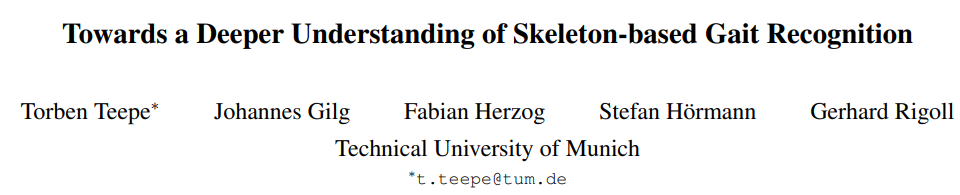 Towards a Deeper Understanding of Skeleton-based Gait Recognition
Torben Teepe* Johannes Gilg Fabian Herzog Stefan Hörmann Gerhard Rigoll
Technical University of Munich
*t.teepe@tum.de